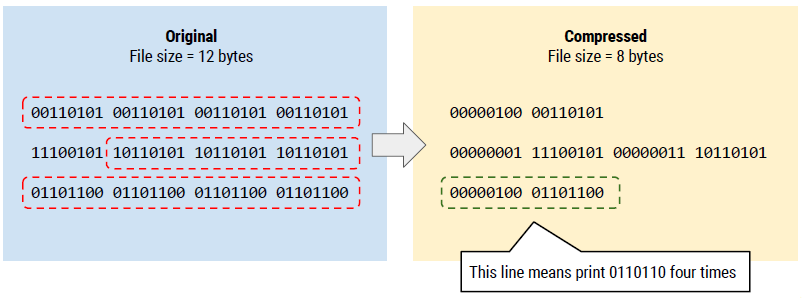 Original
File size = 12 bytes
00110101 00110101 00110101 00110101
11100101 10110101 10110101 10110101
01101100 01101100 01101100 01101100
Compressed
File size = 8 bytes
00000100 00110101
00000001 11100101 00000011 10110101
00000100 01101100
This line means print 0110110 four times